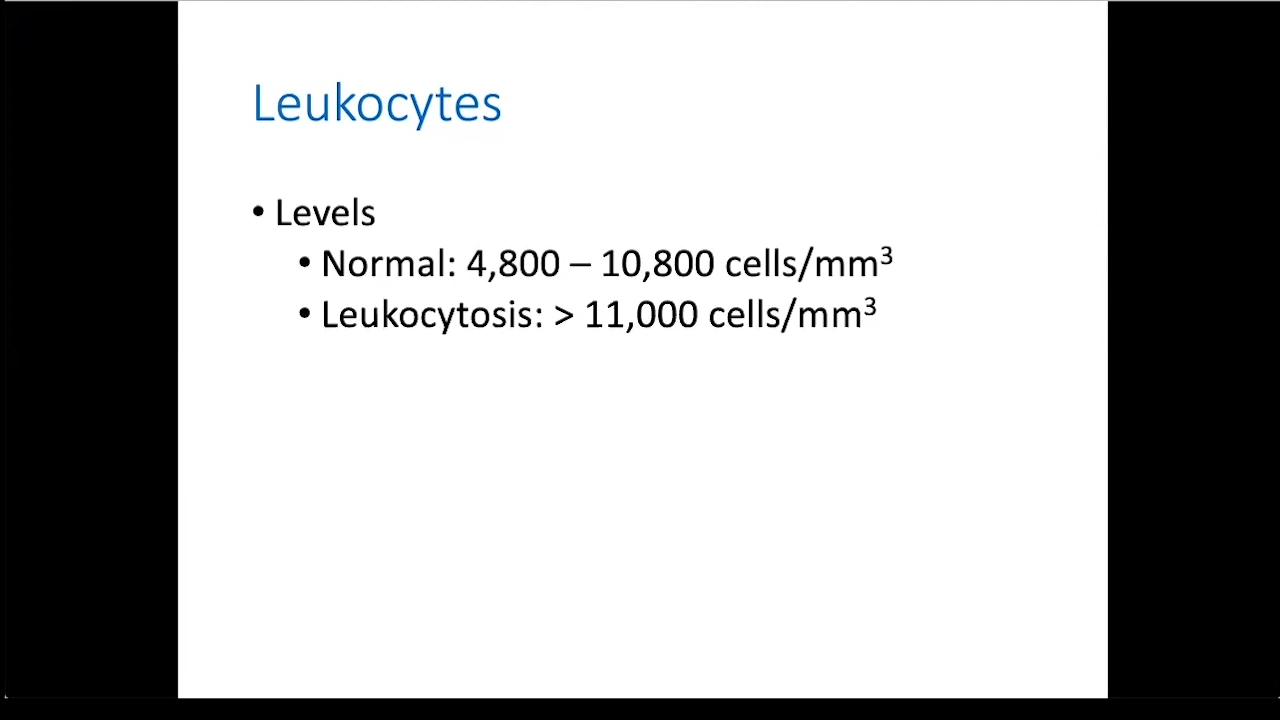 Leukocytes
• Levels
• Normal: 4,800 – 10,800 cells/mm³
• Leukocytosis: > 11,000 cells/mm³